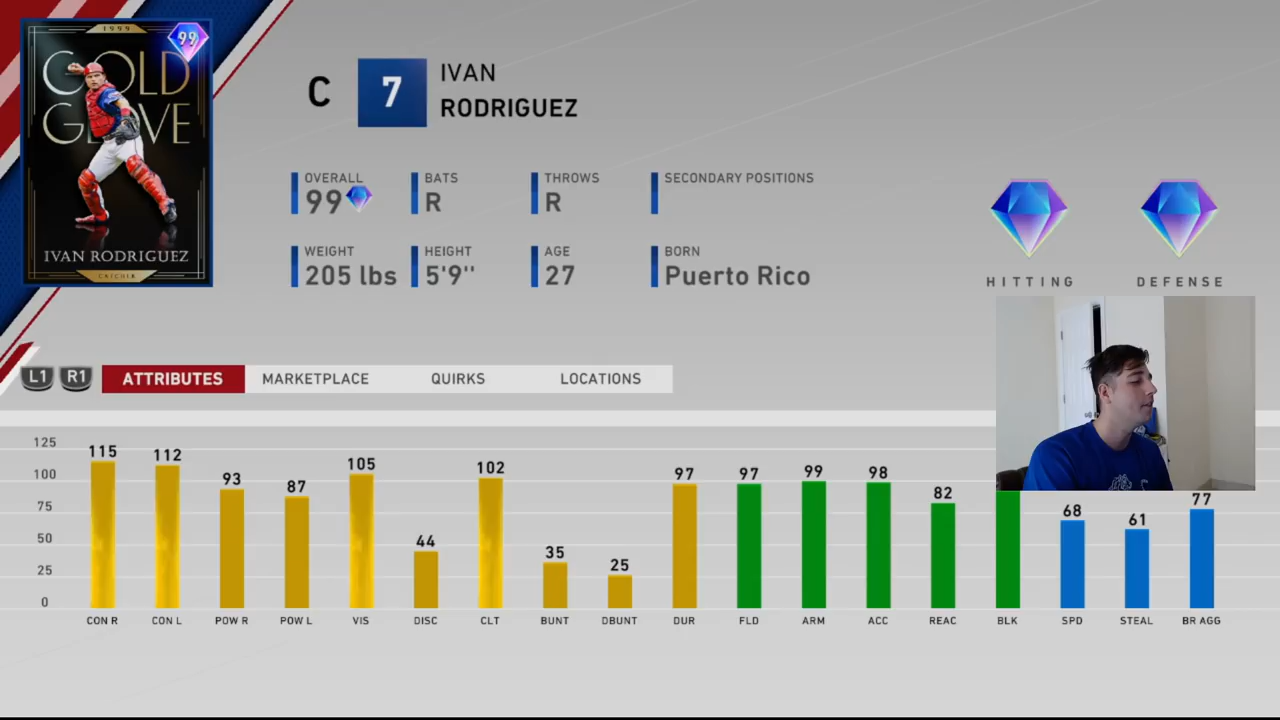 1999
99
GOLD
GLOVE
IVAN RODRIGUEZ
CATCHER
C
7
IVAN
RODRIGUEZ
OVERALL
99
BATS
R
THROWS
R
SECONDARY POSITIONS
WEIGHT
205 lbs
HEIGHT
5'9"
AGE
27
BORN
Puerto Rico
HITTING
DEFENSE
L1
R1
ATTRIBUTES
MARKETPLACE
QUIRKS
LOCATIONS
125
100
75
50
25
0
115
112
93
87
105
44
102
35
25
97
97
99
98
82
68
61
77
CON R
CON L
POW R
POW L
VIS
DISC
CLT
BUNT
DBUNT
DUR
FLD
ARM
ACC
REAC
BLK
SPD
STEAL
BR AGG